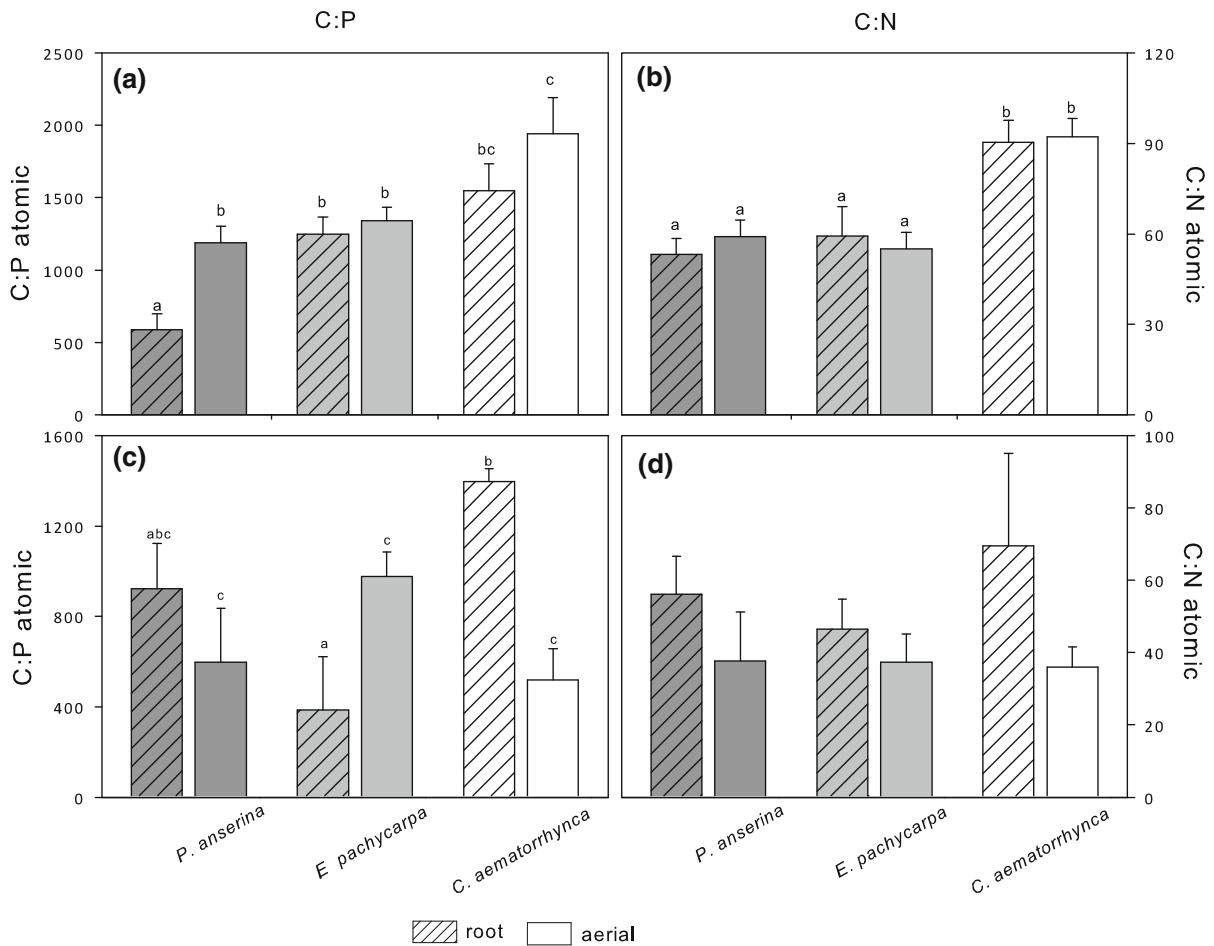 C:P
C:N
2500
2000
1500
1000
500
0
C:P atomic
(a)
a
b
b
b
bc
c
(b)
a
a
a
a
b
b
120
90
60
30
0
C:N atomic
1600
1200
800
400
0
C:P atomic
(c)
abc
c
a
c
b
c
(d)
100
80
60
40
20
0
C:N atomic
P. anserina
E. pachycarpa
C. aematorrhynca
P. anserina
E. pachycarpa
C. aematorrhynca
root
aerial